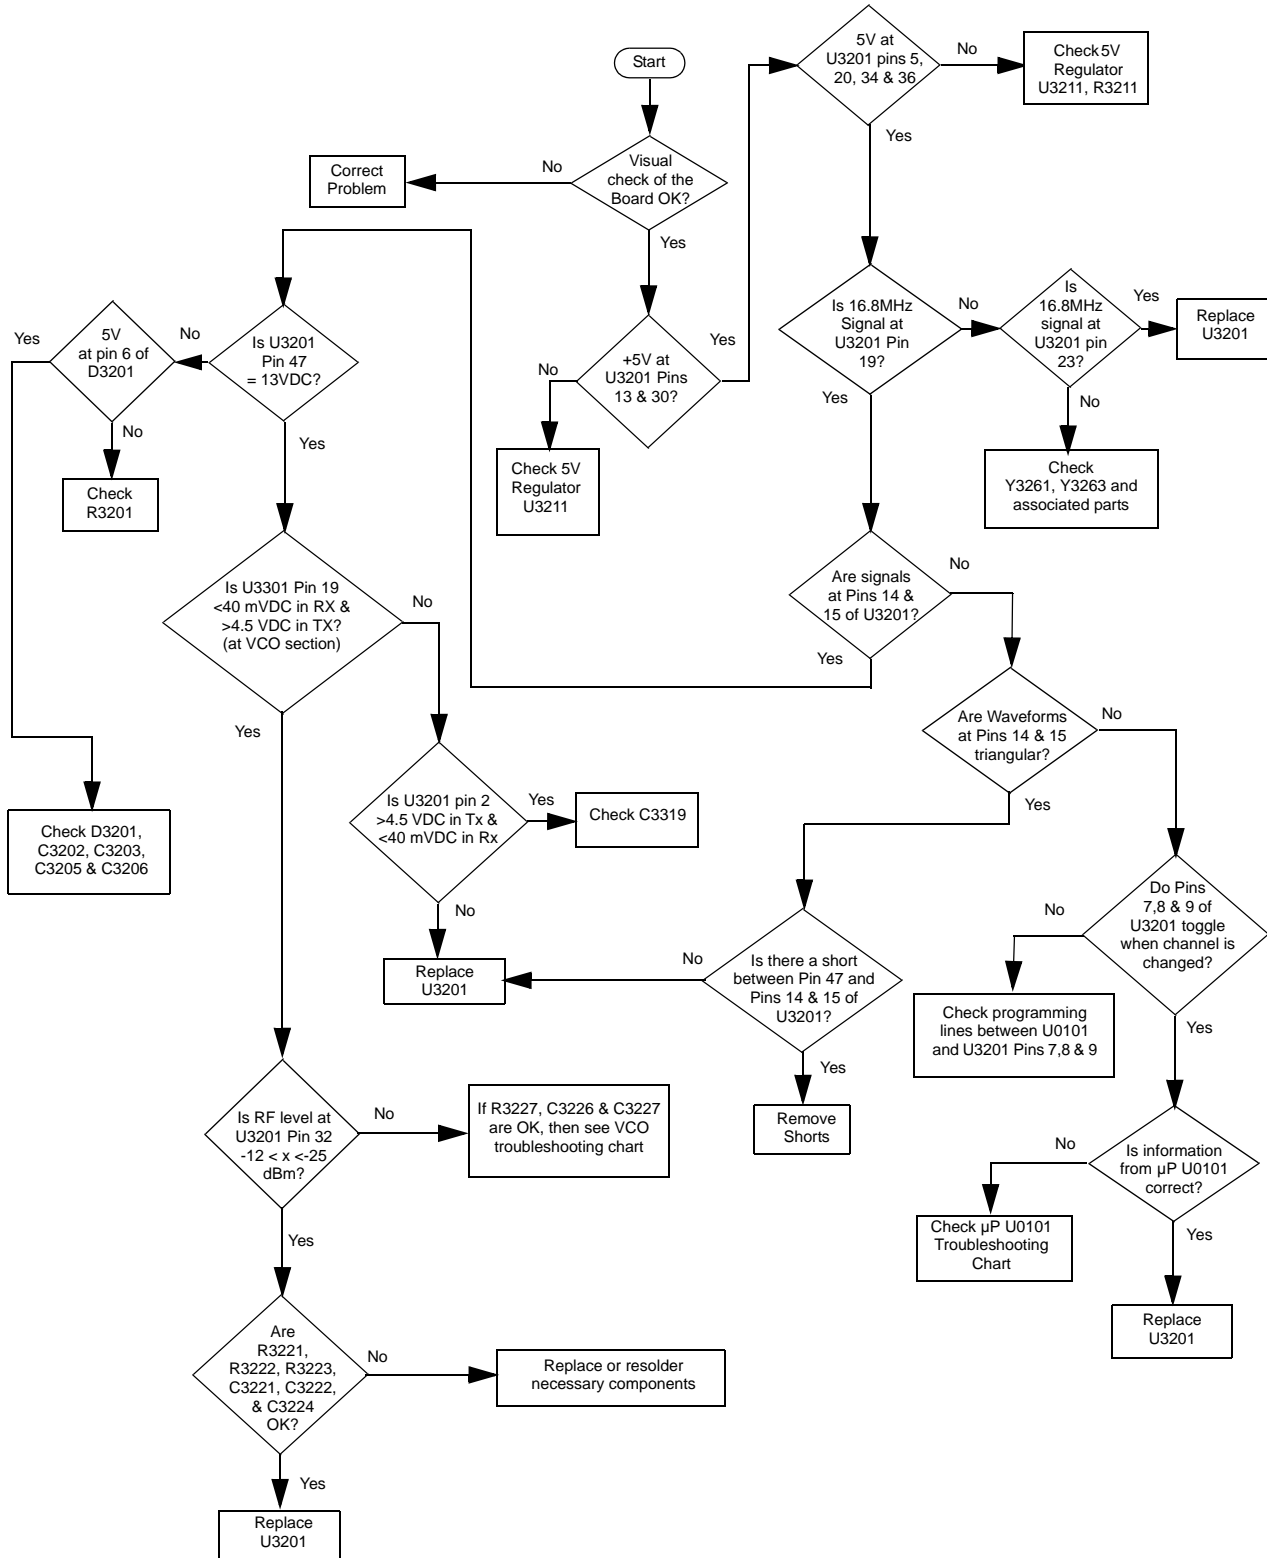 Start
Visual
check of the
Board OK?
No
Correct
Problem
Yes
+5V at
U3201 Pins
13 & 30?
No
Check 5V
Regulator
U3211
Yes
5V at
U3201 pins 5,
20, 34 & 36
No
Check 5V
Regulator
U3211, R3211
Yes
Is 16.8MHz
Signal at
U3201 Pin
19?
No
Is
16.8MHz
signal at
U3201 pin
23?
Yes
Replace
U3201
No
Check
Y3261, Y3263 and
associated parts
Yes
Are signals
at Pins 14 &
15 of U3201?
No
Yes
Are Waveforms
at Pins 14 & 15
triangular?
No
Yes
Is there a short
between Pin 47 and
Pins 14 & 15 of
U3201?
No
Yes
Remove
Shorts
Do Pins
7,8 & 9 of
U3201 toggle
when channel is
changed?
No
Check programming
lines between U0101
and U3201 Pins 7,8 & 9
Yes
Is information
from µP U0101
correct?
No
Check µP U0101
Troubleshooting
Chart
Yes
Replace
U3201
Is U3201
Pin 47
= 13VDC?
No
5V
at pin 6 of
D3201
Yes
No
Check
R3201
Check D3201,
C3202, C3203,
C3205 & C3206
Yes
Is U3301 Pin 19
<40 mVDC in RX &
>4.5 VDC in TX?
(at VCO section)
No
Is U3201 pin 2
>4.5 VDC in Tx &
<40 mVDC in Rx
Yes
Check C3319
No
Replace
U3201
Yes
Is RF level at
U3201 Pin 32
-12 < x <-25
dBm?
No
If R3227, C3226 & C3227
are OK, then see VCO
troubleshooting chart
Yes
Are
R3221,
R3222, R3223,
C3221, C3222,
& C3224
OK?
No
Replace or resolder
necessary components
Yes
Replace
U3201